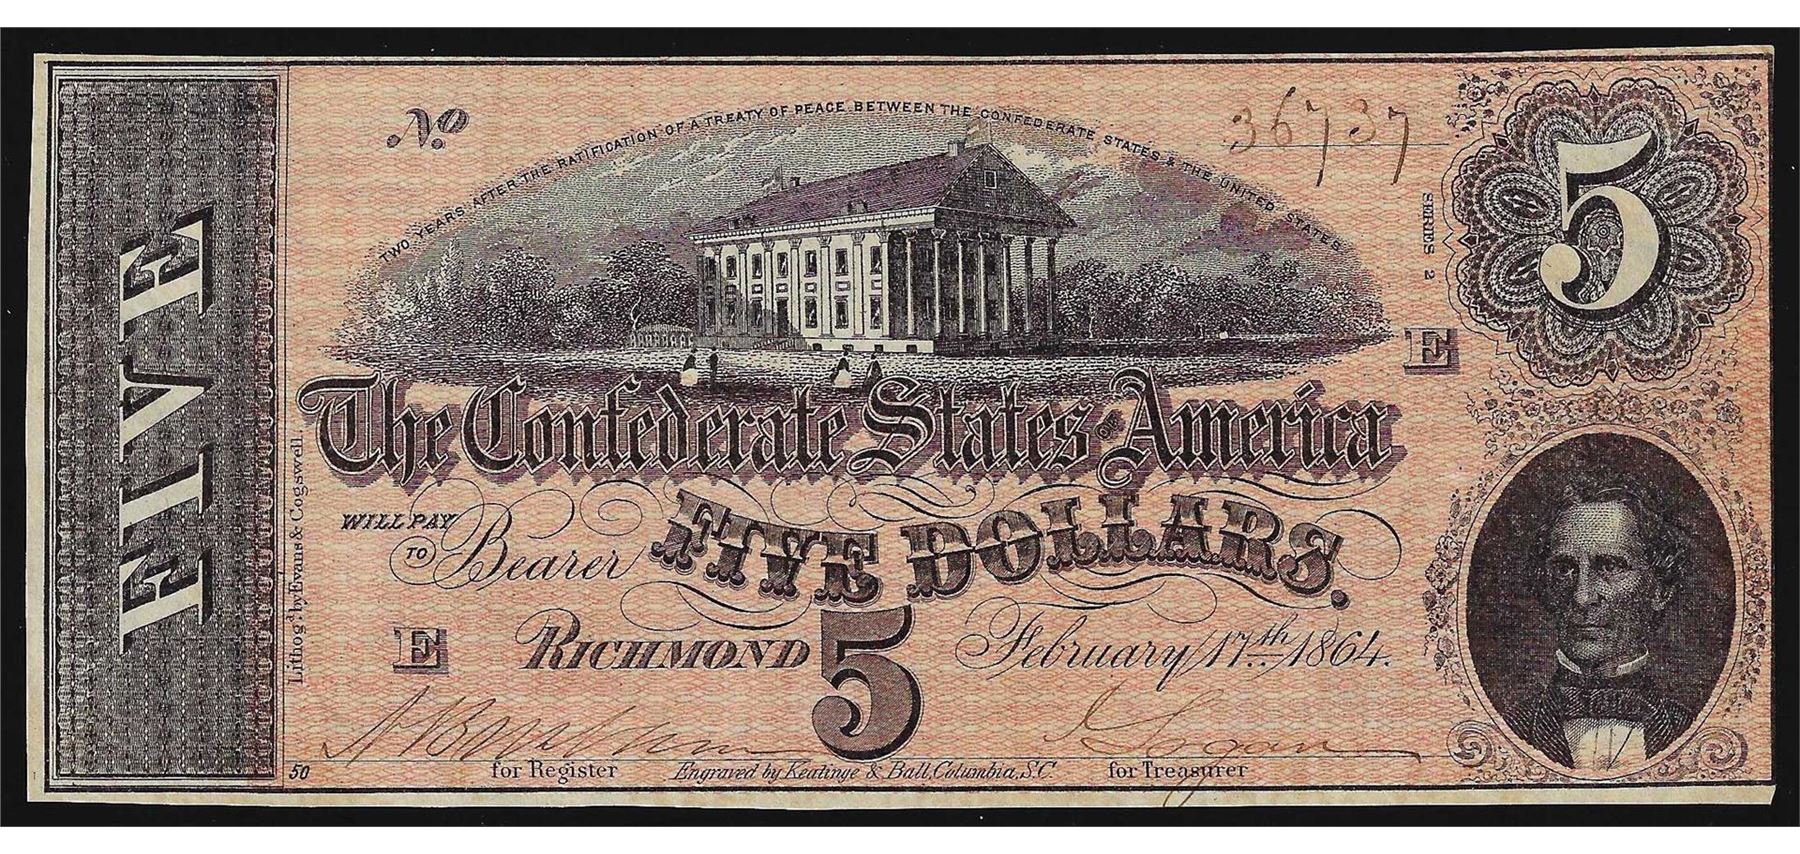 FIVE
No
36737
TWO YEARS AFTER THE RATIFICATION OF A TREATY OF PEACE BETWEEN THE CONFEDERATE STATES & THE UNITED STATES
SERIES 2
5
E
The Confederate States OF America
WILL PAY
TO Bearer FIVE DOLLARS.
E RICHMOND 5 February 17th 1864.
Lithog.d by Evans & Cogswell
Logan
50 for Register Engraved by Keatinge & Ball, Columbia, S.C. for Treasurer